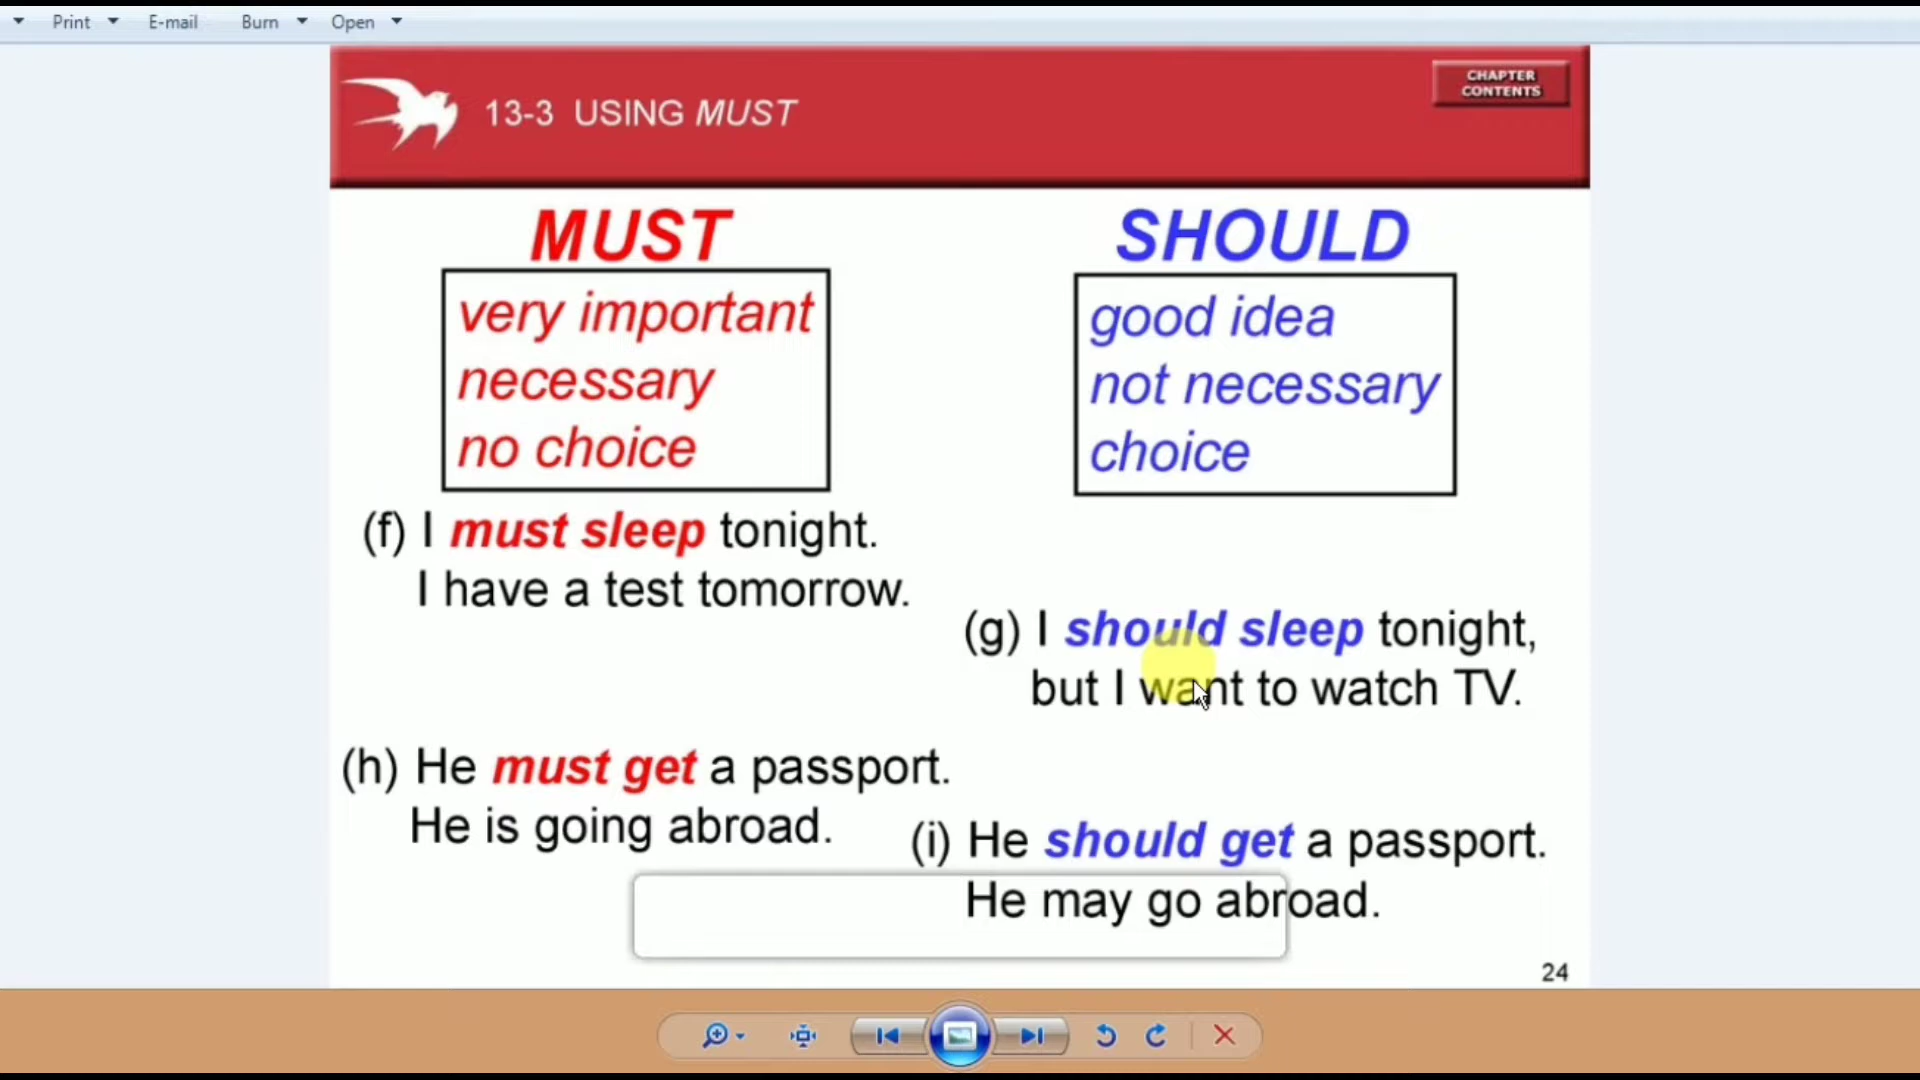 Print E-mail Burn Open
CHAPTER
CONTENTS
13-3 USING MUST
MUST
very important
necessary
no choice
SHOULD
good idea
not necessary
choice
(f) I must sleep tonight.
I have a test tomorrow.
(g) I should sleep tonight,
but I want to watch TV.
(h) He must get a passport.
He is going abroad.
(i) He should get a passport.
He may go abroad.
24